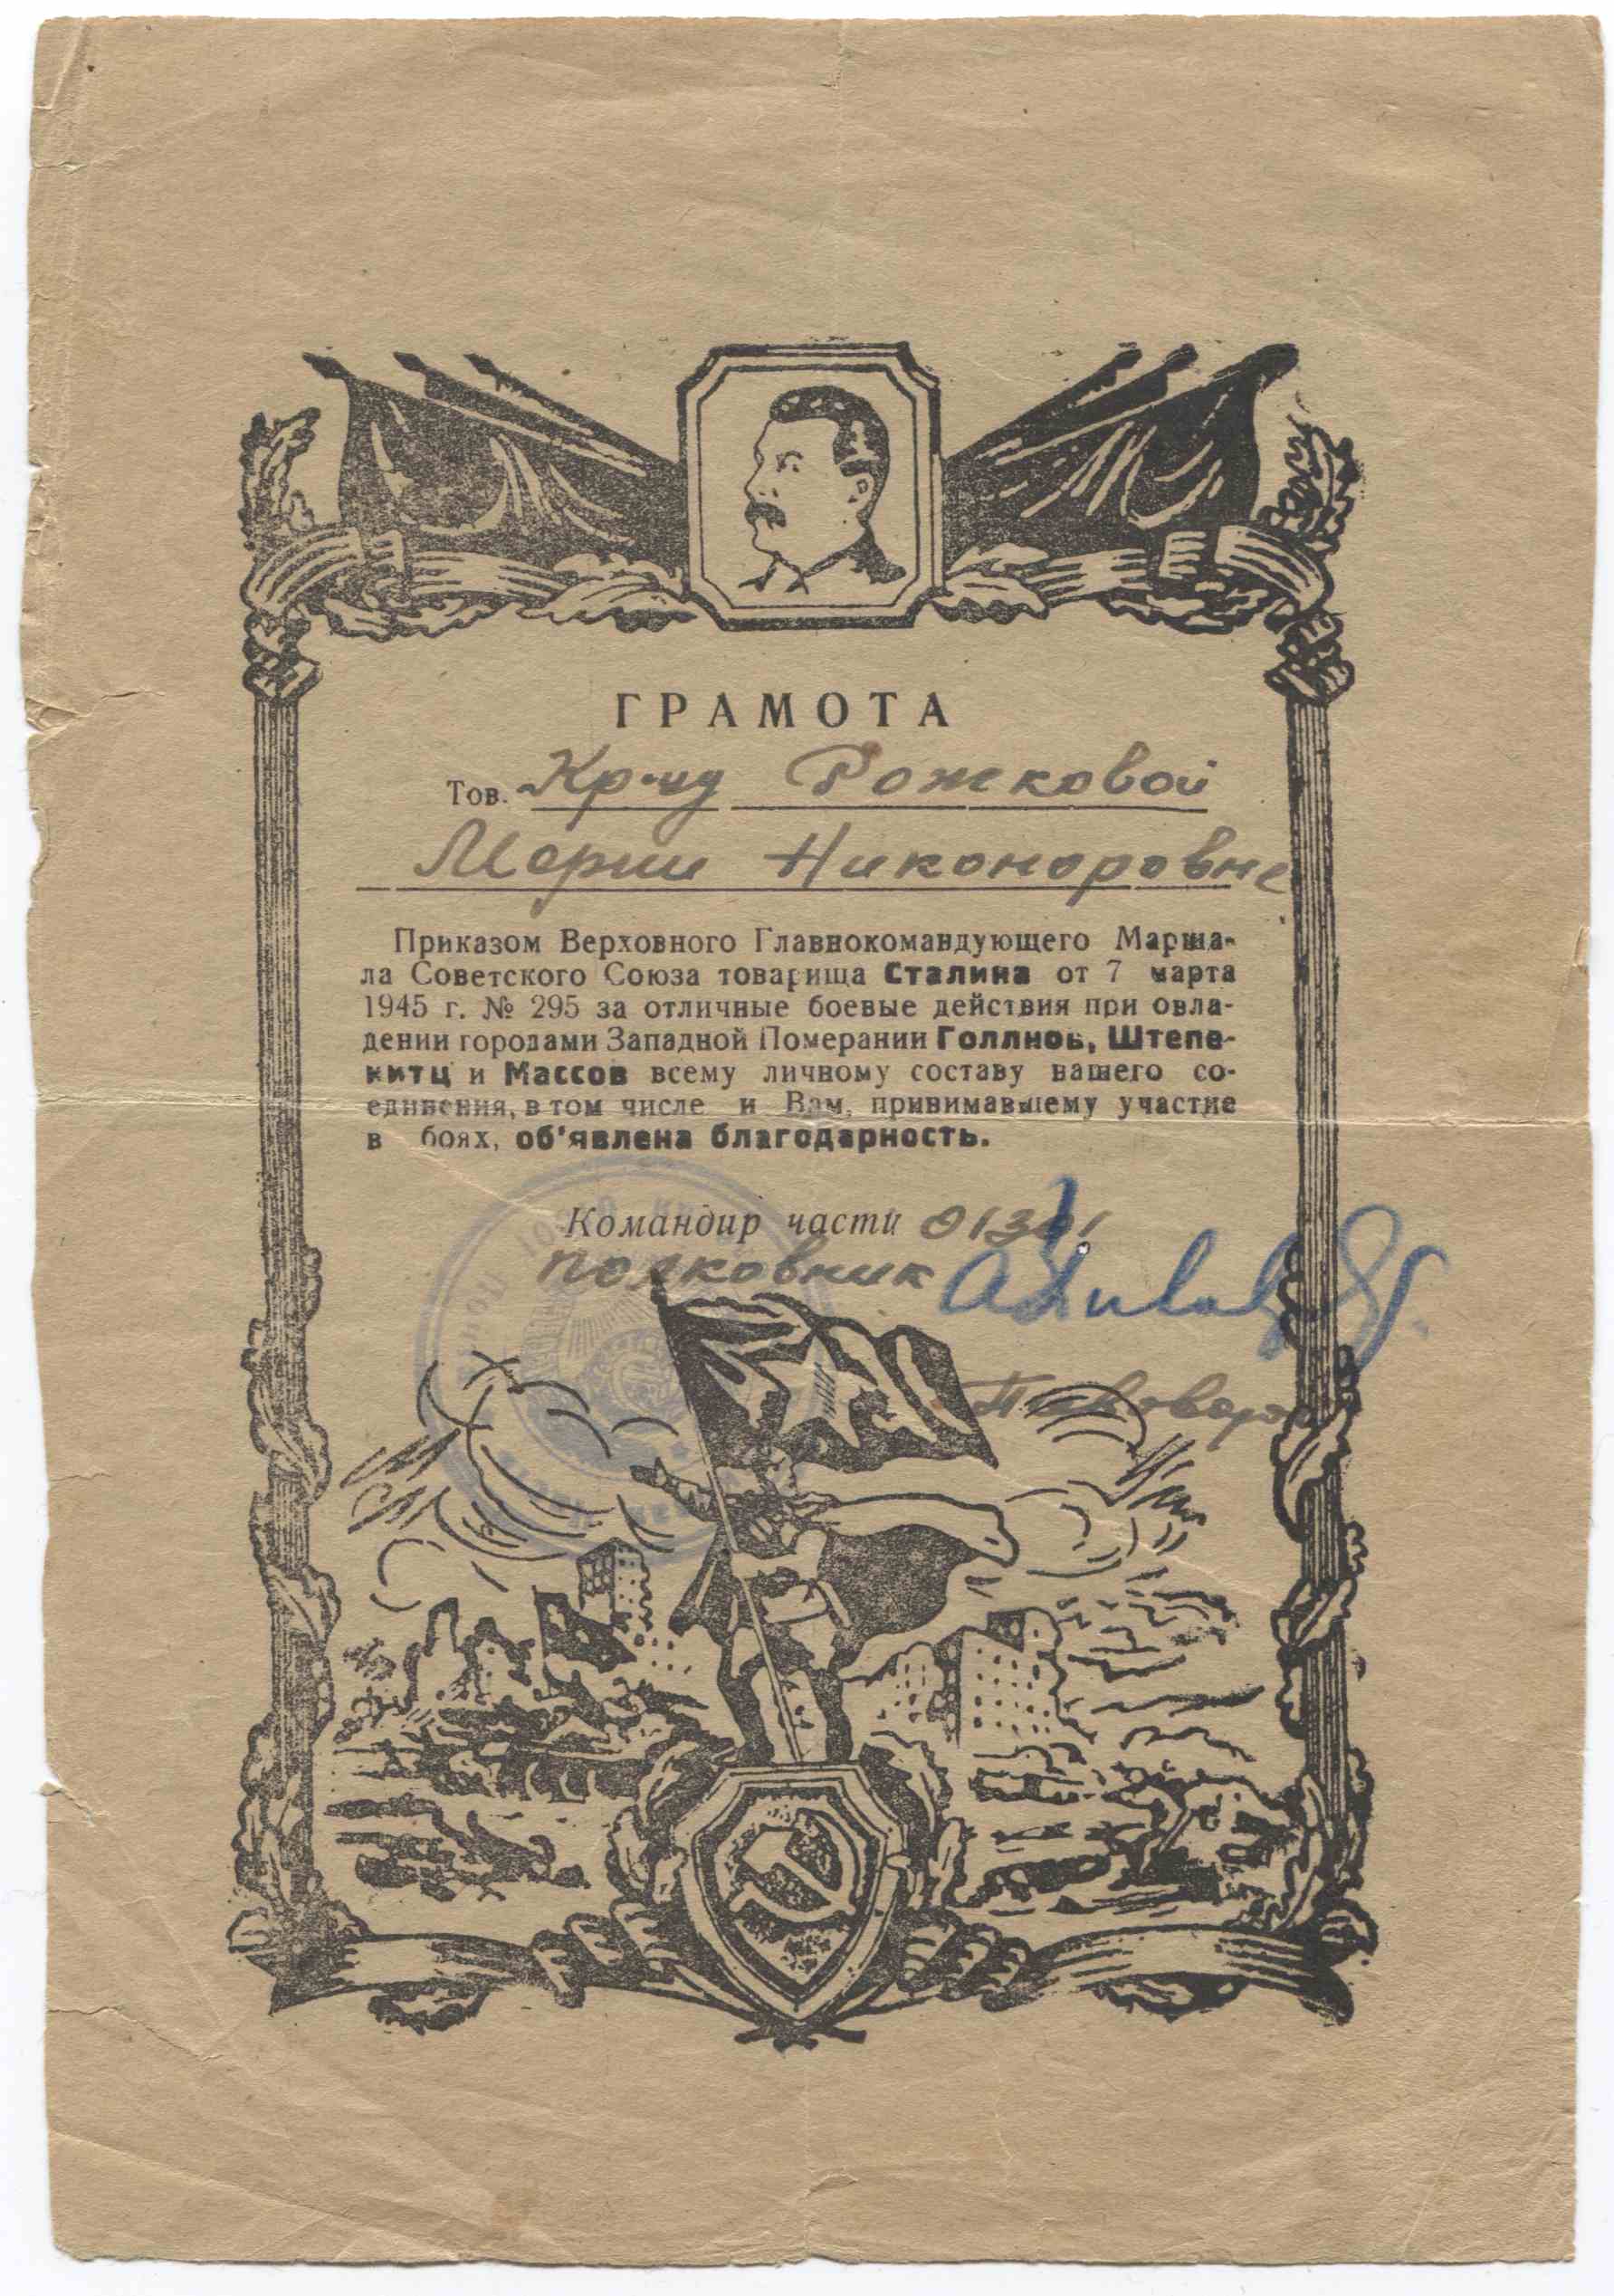 ГРАМОТА
Тов. Кр-цу Рожковой
Марии Никоноровне
Приказом Верховного Главнокомандующего Марша-
ла Советского Союза товарища Сталина от 7 марта
1945 г. № 295 за отличные боевые действия при овла-
дении городами Западной Померании Голлнов, Штепе-
нитц и Массов всему личному составу вашего со-
единения, в том числе и Вам, принимавшему участие
в боях, об'явлена благодарность.
Командир части
полковник